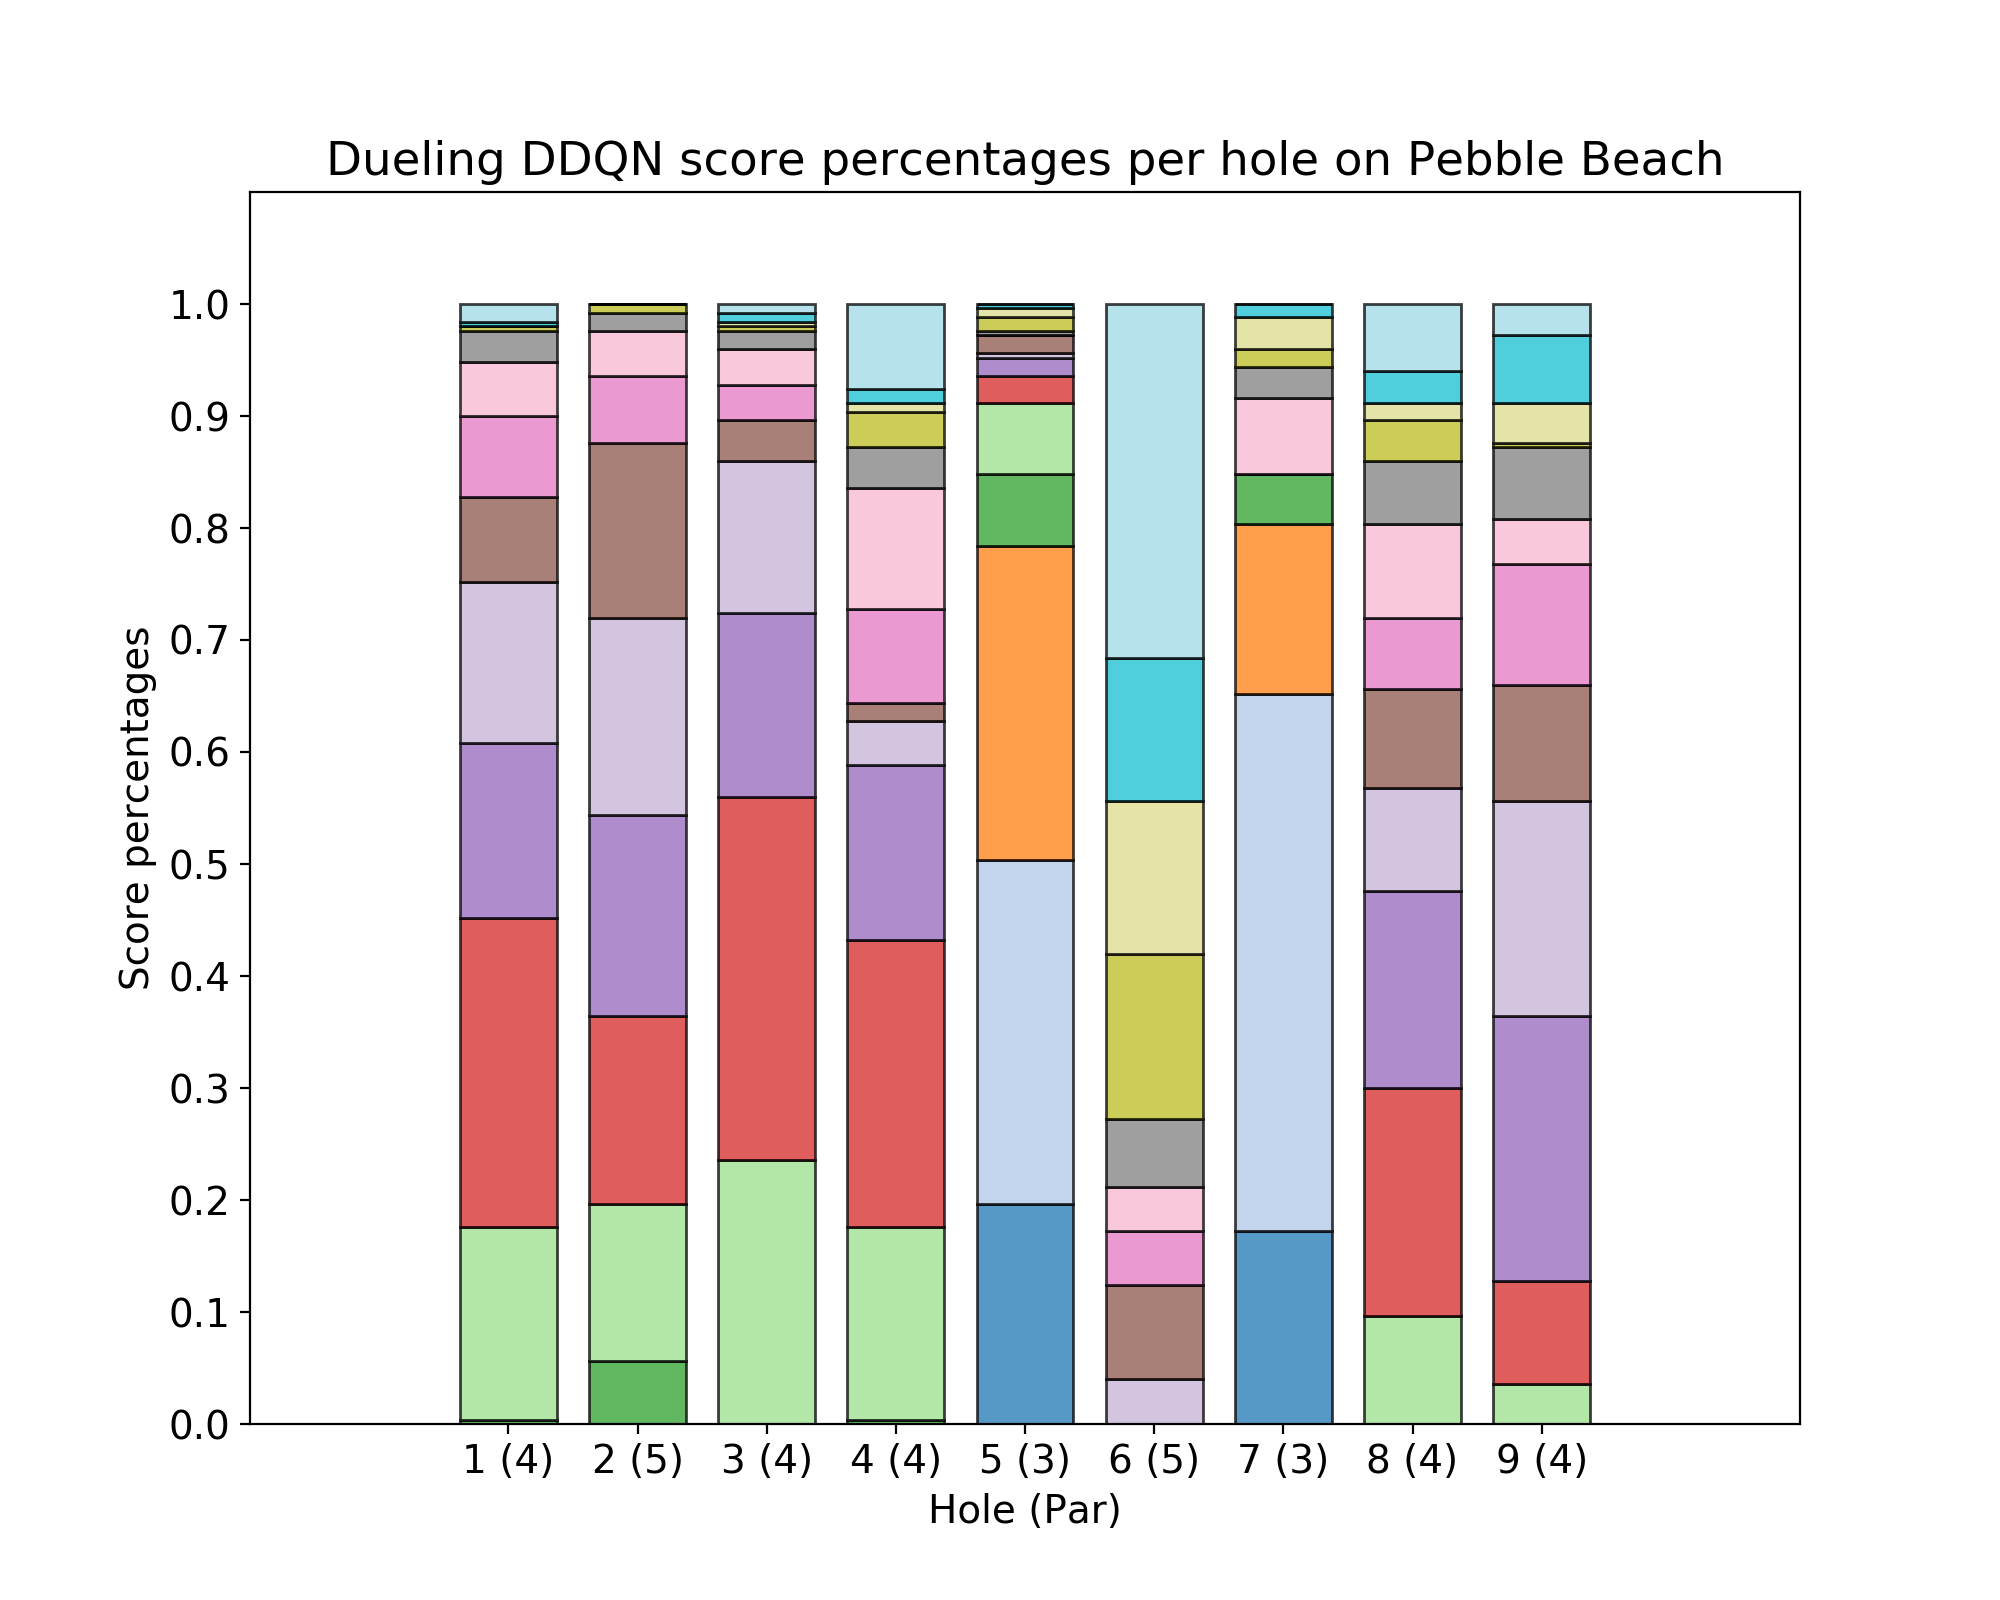 Dueling DDQN score percentages per hole on Pebble Beach
1.0
0.9
0.8
0.7
0.6
0.5
0.4
0.3
0.2
0.1
0.0
Score percentages
1 (4) 2 (5) 3 (4) 4 (4) 5 (3) 6 (5) 7 (3) 8 (4) 9 (4)
Hole (Par)